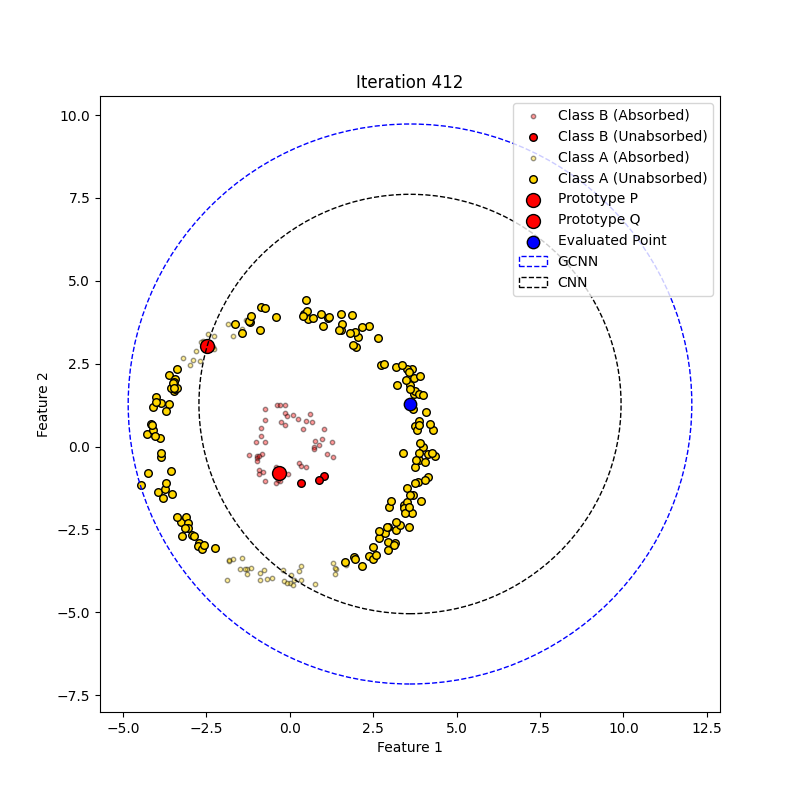 Iteration 412
Class B (Absorbed)
Class B (Unabsorbed)
Class A (Absorbed)
Class A (Unabsorbed)
Prototype P
Prototype Q
Evaluated Point
GCNN
CNN
10.0
7.5
5.0
2.5
0.0
−2.5
−5.0
−7.5
Feature 2
−5.0 −2.5 0.0 2.5 5.0 7.5 10.0 12.5
Feature 1